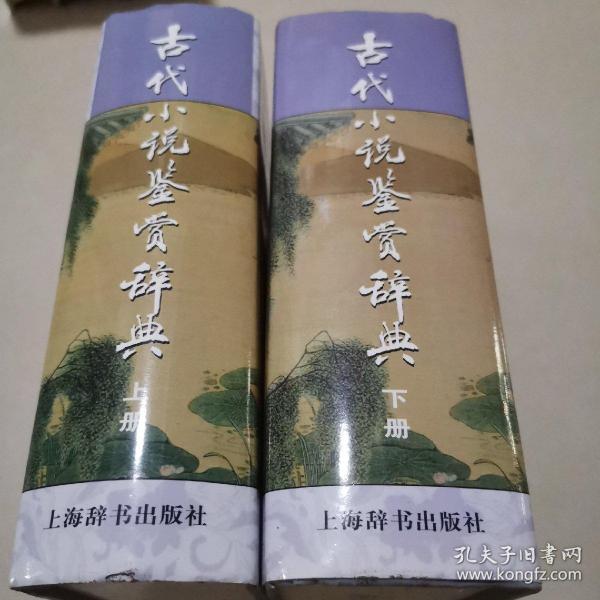 古代小说鉴赏辞典
上册
上海辞书出版社
古代小说鉴赏辞典
下册
上海辞书出版社
孔夫子旧书网
www.kongfz.com